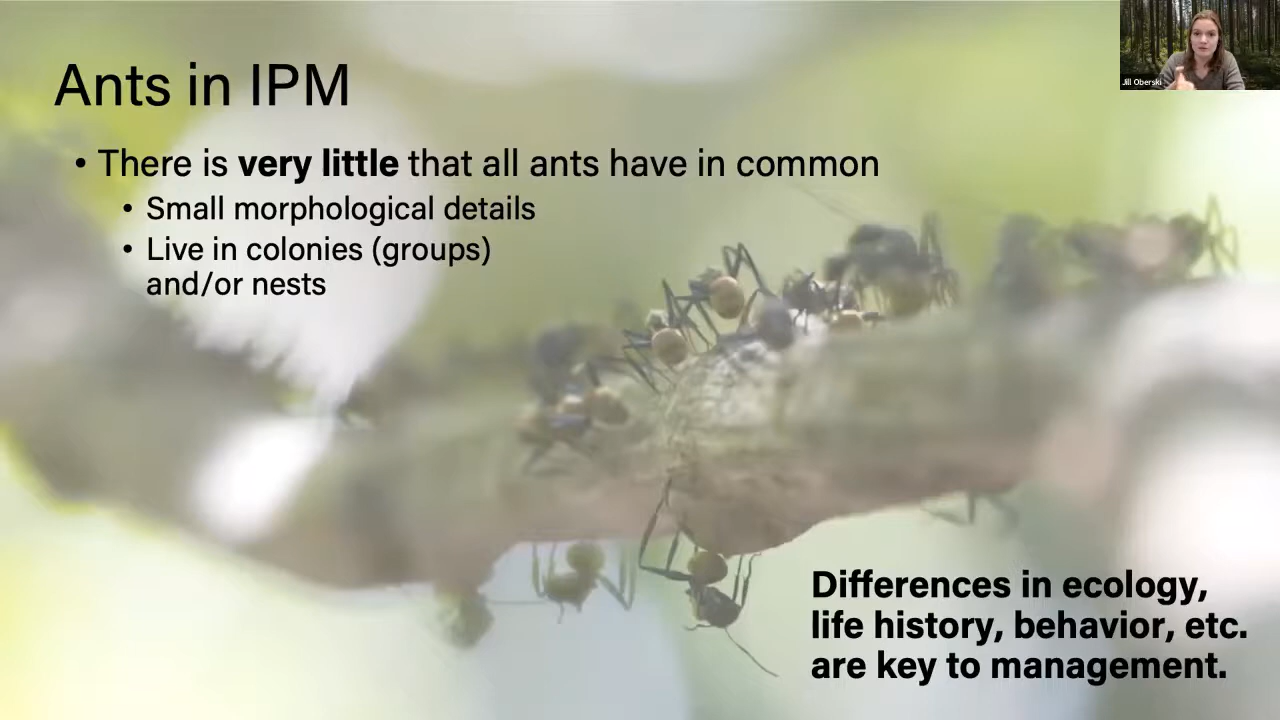 Jill Oberski
Ants in IPM
• There is very little that all ants have in common
• Small morphological details
• Live in colonies (groups)
and/or nests
Differences in ecology,
life history, behavior, etc.
are key to management.